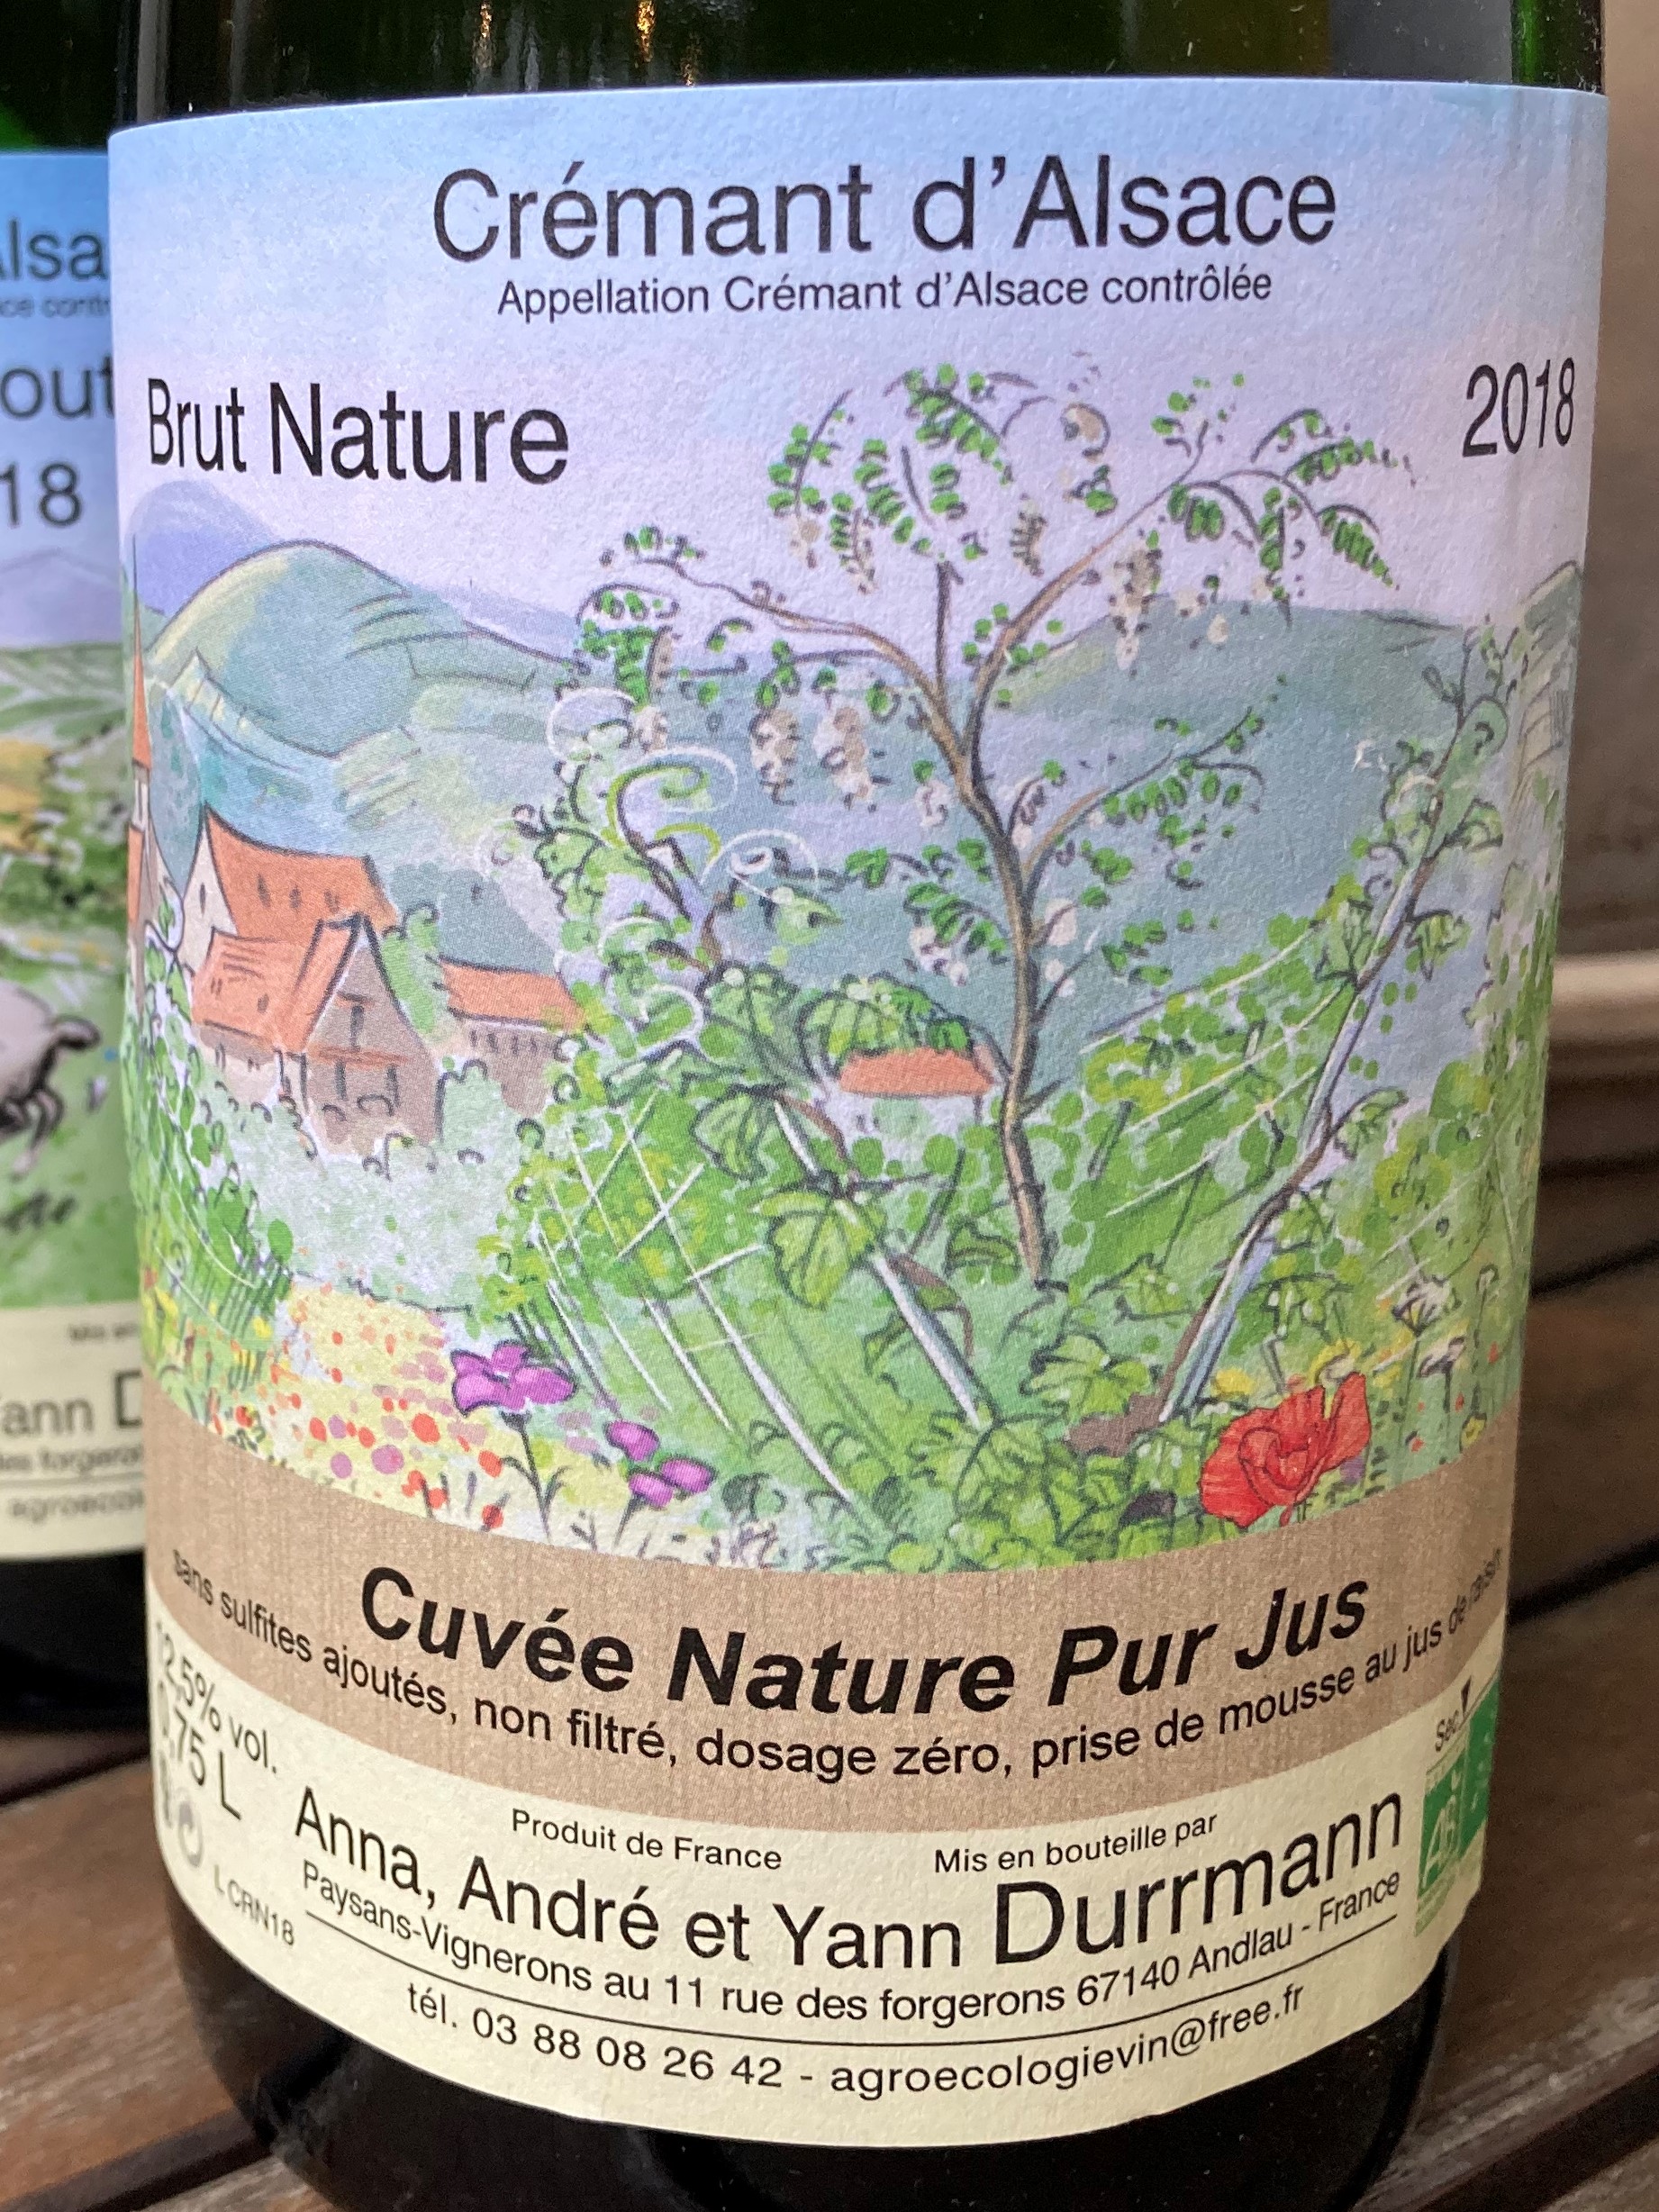 Crémant d'Alsace
Appellation Crémant d'Alsace contrôlée
Brut Nature
2018
Cuvée Nature Pur Jus
sans sulfites ajoutés, non filtré, dosage zéro, prise de mousse au jus de raisin
12,5% vol.
0,75 L
L CRN18
Produit de France
Mis en bouteille par
Anna, André et Yann Durrmann
Paysans-Vignerons au 11 rue des forgerons 67140 Andlau - France
tél. 03 88 08 26 42 - agroecologievin@free.fr
AB